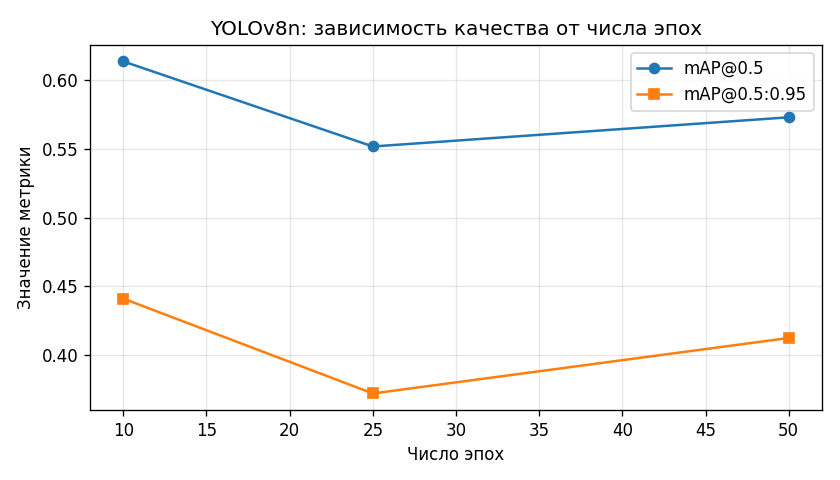 YOLOv8n: зависимость качества от числа эпох
mAP@0.5
mAP@0.5:0.95
Значение метрики
0.60
0.55
0.50
0.45
0.40
10 15 20 25 30 35 40 45 50
Число эпох